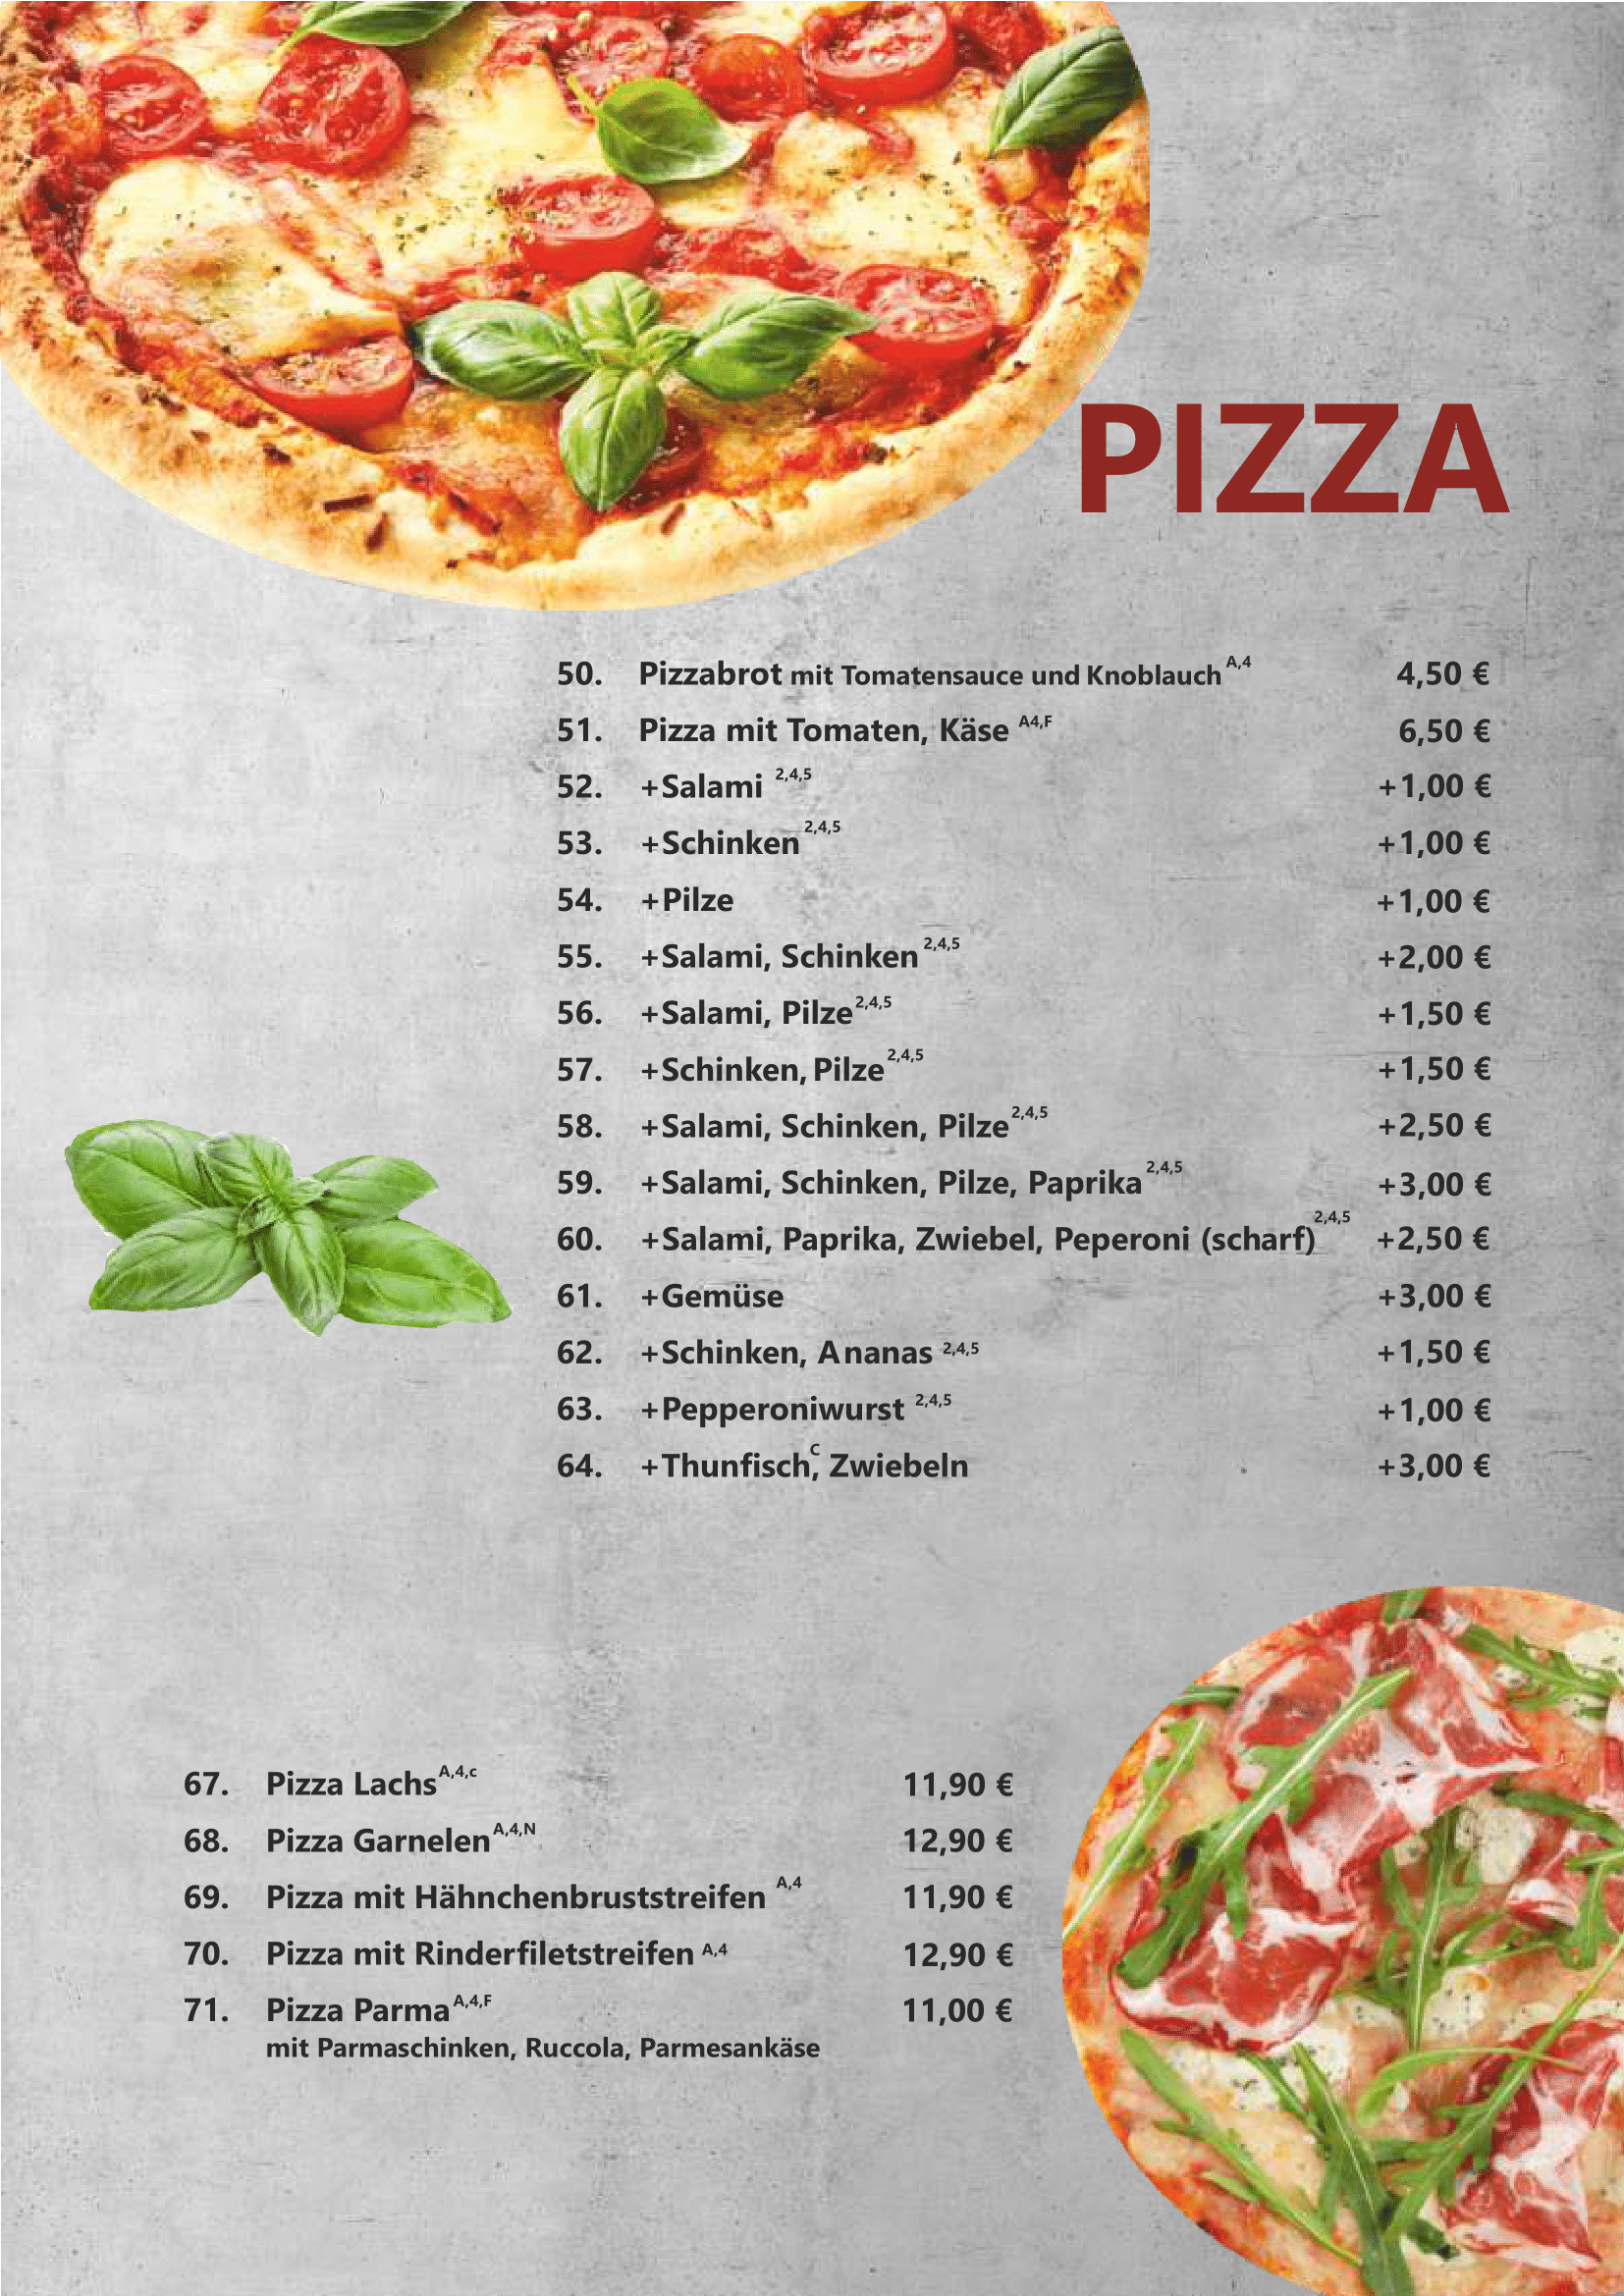 PIZZA
50. Pizzabrot mit Tomatensauce und Knoblauch A,4 4,50 €
51. Pizza mit Tomaten, Käse A4,F 6,50 €
52. +Salami 2,4,5 +1,00 €
53. +Schinken 2,4,5 +1,00 €
54. +Pilze +1,00 €
55. +Salami, Schinken 2,4,5 +2,00 €
56. +Salami, Pilze 2,4,5 +1,50 €
57. +Schinken, Pilze 2,4,5 +1,50 €
58. +Salami, Schinken, Pilze 2,4,5 +2,50 €
59. +Salami, Schinken, Pilze, Paprika 2,4,5 +3,00 €
60. +Salami, Paprika, Zwiebel, Peperoni (scharf) 2,4,5 +2,50 €
61. +Gemüse +3,00 €
62. +Schinken, Ananas 2,4,5 +1,50 €
63. +Pepperoniwurst 2,4,5 +1,00 €
64. +Thunfisch C, Zwiebeln +3,00 €
67. Pizza Lachs A,4,c 11,90 €
68. Pizza Garnelen A,4,N 12,90 €
69. Pizza mit Hähnchenbruststreifen A,4 11,90 €
70. Pizza mit Rinderfiletstreifen A,4 12,90 €
71. Pizza Parma A,4,F 11,00 €
mit Parmaschinken, Ruccola, Parmesankäse